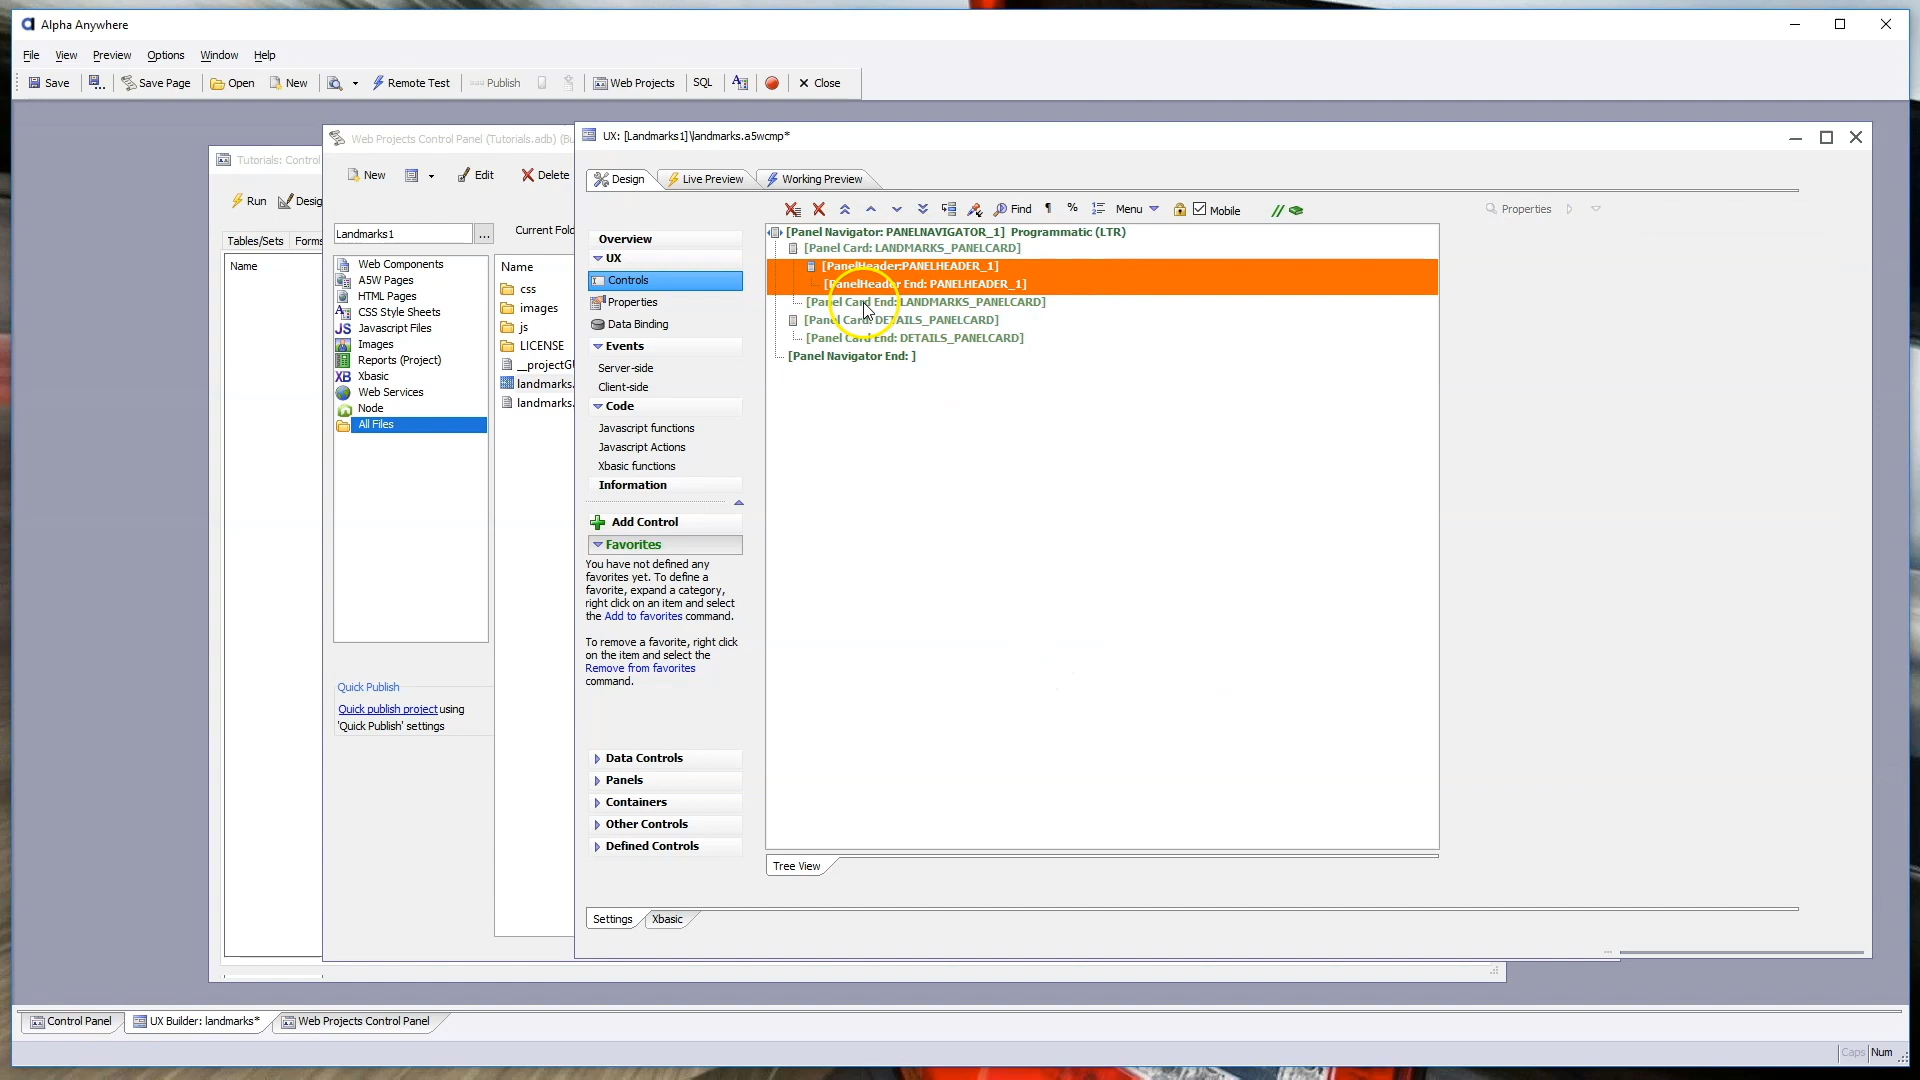 Alpha Anywhere
File View Preview Options Window Help
Save Save Page Open New Remote Test Publish Web Projects SQL Close
Tutorials: Control
Run Desig
Tables/Sets Forms
Name
Web Projects Control Panel (Tutorials.adb) (Bu
New Edit Delete
Landmarks1 ... Current Fold
Web Components
A5W Pages
HTML Pages
CSS Style Sheets
JS Javascript Files
Images
Reports (Project)
XB Xbasic
Web Services
Node
All Files
Quick Publish
Quick publish project using
'Quick Publish' settings
Name
css
images
js
LICENSE
__projectGU
landmarks.
landmarks.
UX: [Landmarks1]\landmarks.a5wcmp*
Design Live Preview Working Preview
Find ¶ % Menu Mobile // Properties
Overview
UX
Controls
Properties
Data Binding
Events
Server-side
Client-side
Code
Javascript functions
Javascript Actions
Xbasic functions
Information
Add Control
Favorites
You have not defined any
favorites yet. To define a
favorite, expand a category,
right click on an item and select
the Add to favorites command.
To remove a favorite, right click
on the item and select the
Remove from favorites
command.
Data Controls
Panels
Containers
Other Controls
Defined Controls
[Panel Navigator: PANELNAVIGATOR_1] Programmatic (LTR)
[Panel Card: LANDMARKS_PANELCARD]
[PanelHeader:PANELHEADER_1]
[PanelHeader End: PANELHEADER_1]
[Panel Card End: LANDMARKS_PANELCARD]
[Panel Card: DETAILS_PANELCARD]
[Panel Card End: DETAILS_PANELCARD]
[Panel Navigator End: ]
Tree View
Settings Xbasic
Control Panel UX Builder: landmarks* Web Projects Control Panel
Caps Num